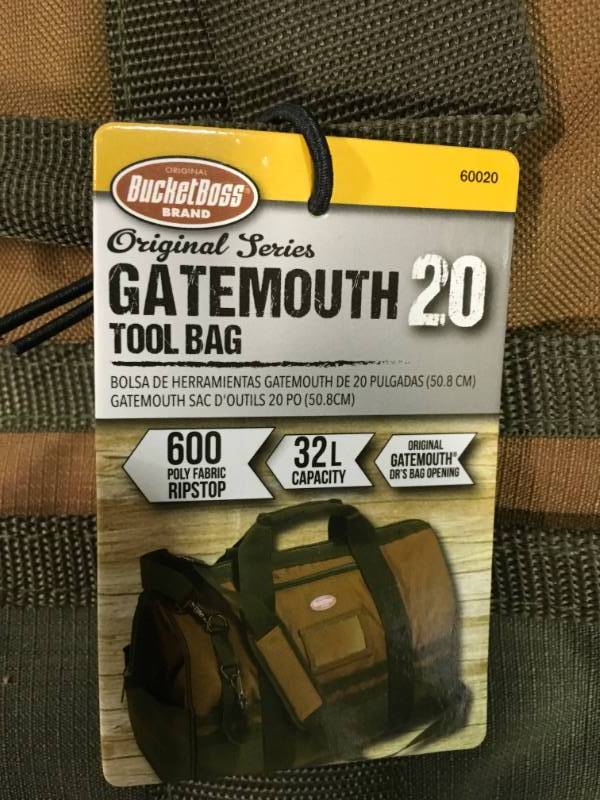 60020
ORIGINAL
BucketBoss®
BRAND
Original Series
GATEMOUTH 20
TOOL BAG
BOLSA DE HERRAMIENTAS GATEMOUTH DE 20 PULGADAS (50.8 CM)
GATEMOUTH SAC D'OUTILS 20 PO (50.8CM)
600
POLY FABRIC
RIPSTOP
32L
CAPACITY
ORIGINAL
GATEMOUTH®
DR'S BAG OPENING